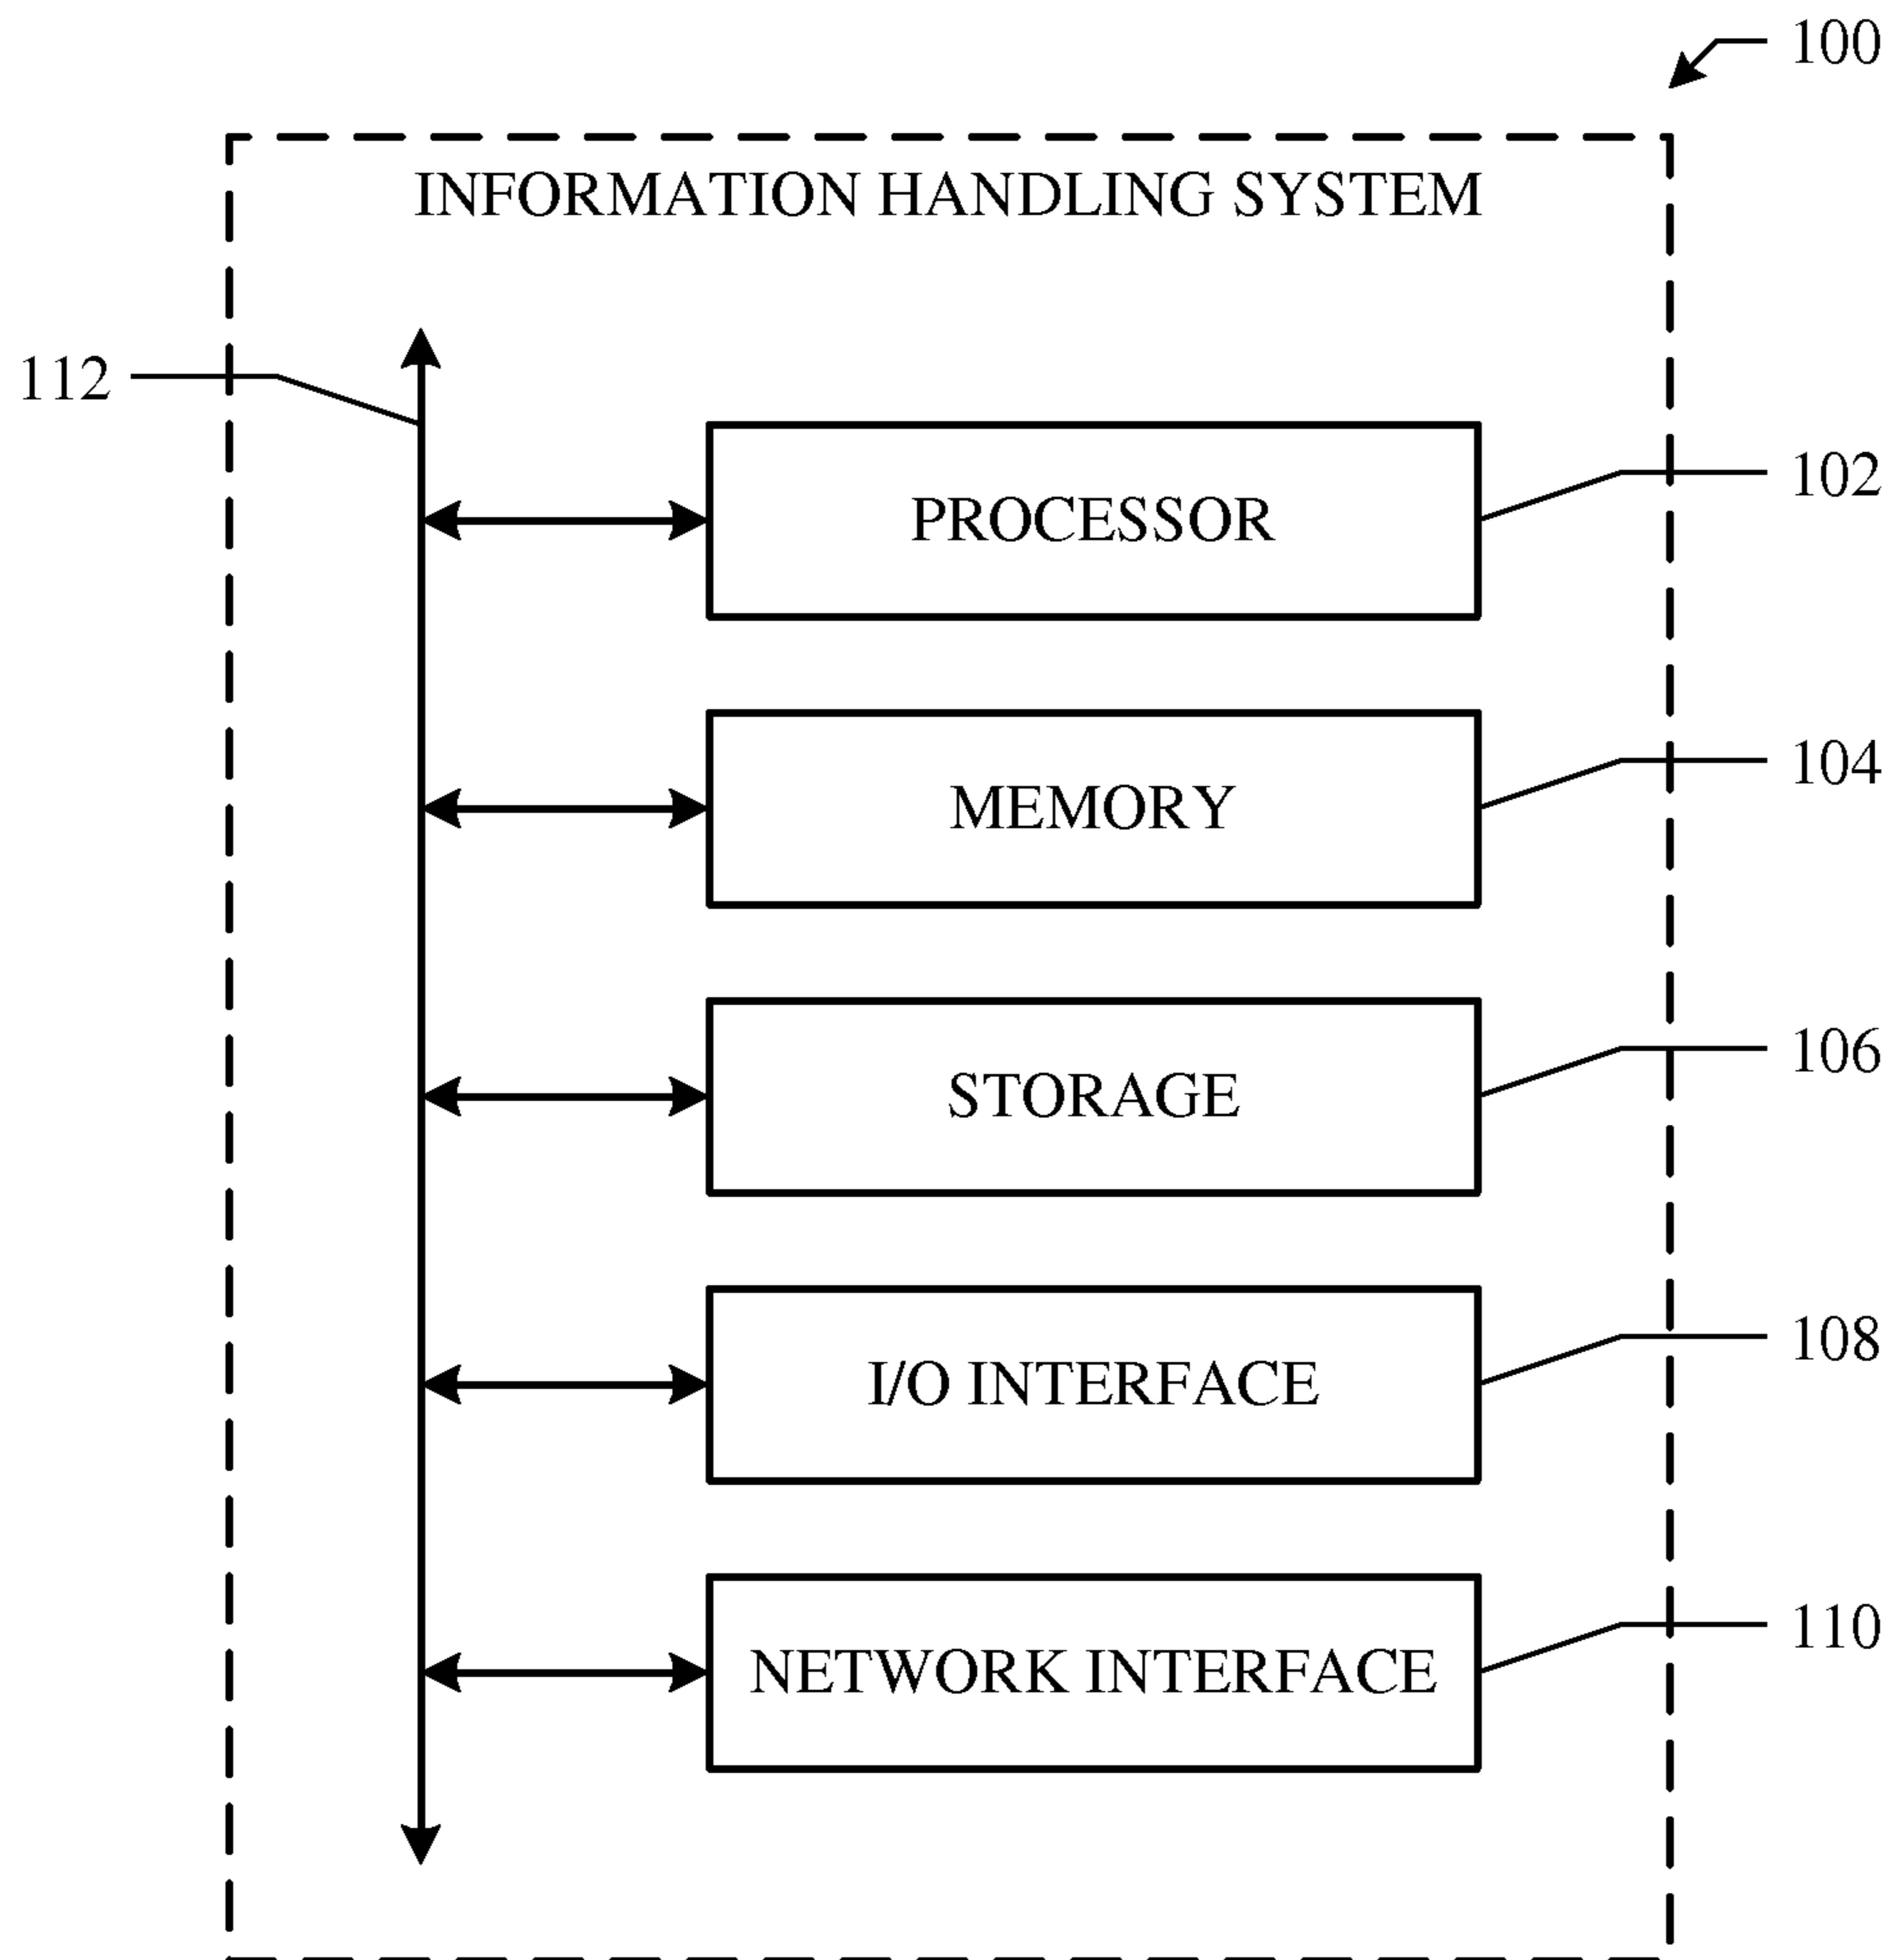 100
INFORMATION HANDLING SYSTEM
112
PROCESSOR
102
MEMORY
104
STORAGE
106
I/O INTERFACE
108
NETWORK INTERFACE
110